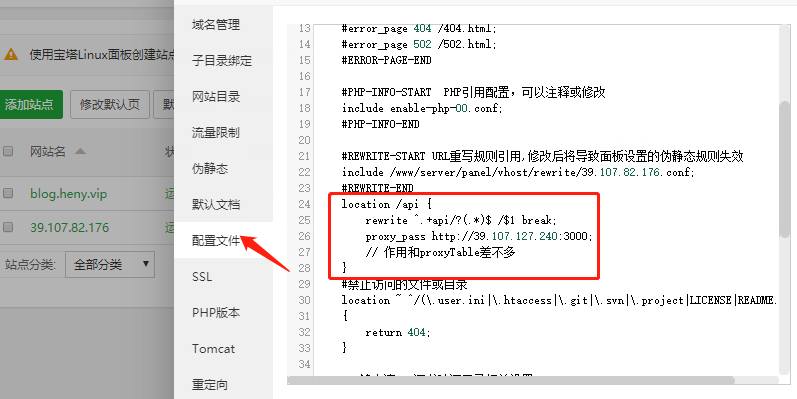 使用宝塔Linux面板创建站点
添加站点
修改默认页
默
网站名
状
blog.heny.vip
运
39.107.82.176
运
站点分类:
全部分类
域名管理
子目录绑定
网站目录
流量限制
伪静态
默认文档
配置文件
SSL
PHP版本
Tomcat
重定向
13 #error_page 404 /404.html;
14 #error_page 502 /502.html;
15 #ERROR-PAGE-END
16
17 #PHP-INFO-START PHP引用配置，可以注释或修改
18 include enable-php-00.conf;
19 #PHP-INFO-END
20
21 #REWRITE-START URL重写规则引用,修改后将导致面板设置的伪静态规则失效
22 include /www/server/panel/vhost/rewrite/39.107.82.176.conf;
23 #REWRITE-END
24 location /api {
25 rewrite ^.+api/?(.*)$ /$1 break;
26 proxy_pass http://39.107.127.240:3000;
27 // 作用和proxyTable差不多
28 }
29 #禁止访问的文件或目录
30 location ~ ^/(\.user.ini|\.htaccess|\.git|\.svn|\.project|LICENSE|README.
31 {
32 return 404;
33 }
34